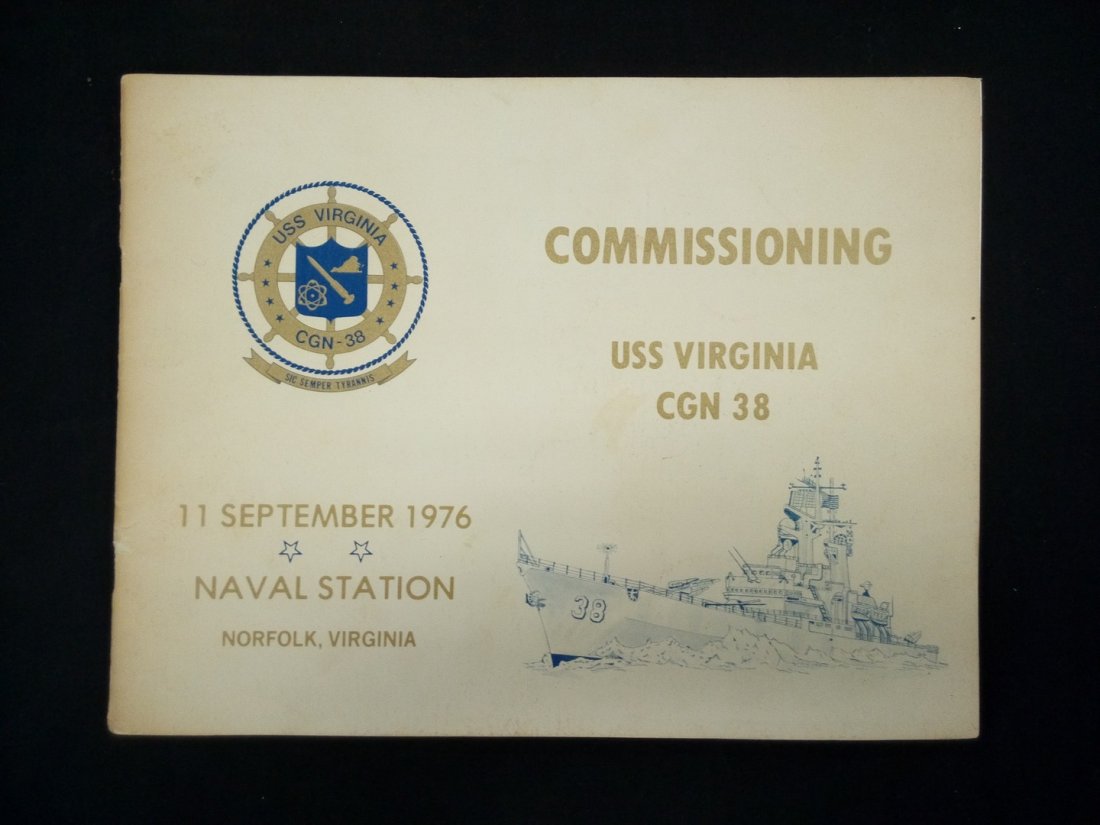 USS VIRGINIA
CGN-38
SIC SEMPER TYRANNIS
COMMISSIONING
USS VIRGINIA
CGN 38
11 SEPTEMBER 1976
NAVAL STATION
NORFOLK, VIRGINIA
38